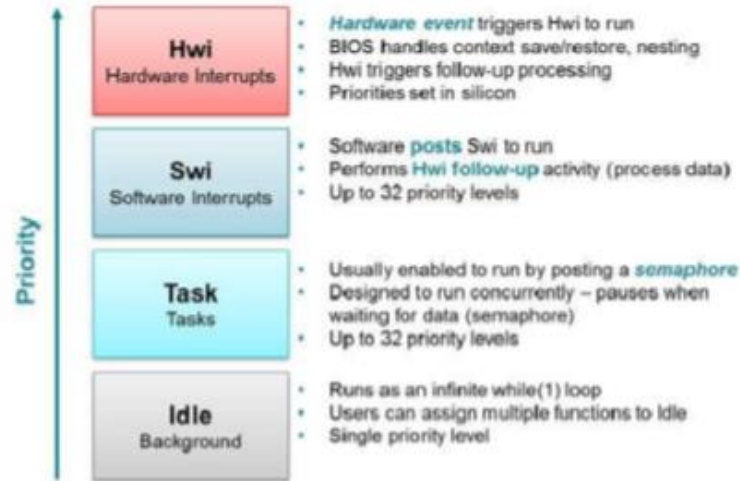 Priority
Hwi
Hardware Interrupts
• Hardware event triggers Hwi to run
• BIOS handles context save/restore, nesting
• Hwi triggers follow-up processing
• Priorities set in silicon
Swi
Software Interrupts
• Software posts Swi to run
• Performs Hwi follow-up activity (process data)
• Up to 32 priority levels
Task
Tasks
• Usually enabled to run by posting a semaphore
• Designed to run concurrently – pauses when
waiting for data (semaphore)
• Up to 32 priority levels
Idle
Background
• Runs as an infinite while(1) loop
• Users can assign multiple functions to Idle
• Single priority level